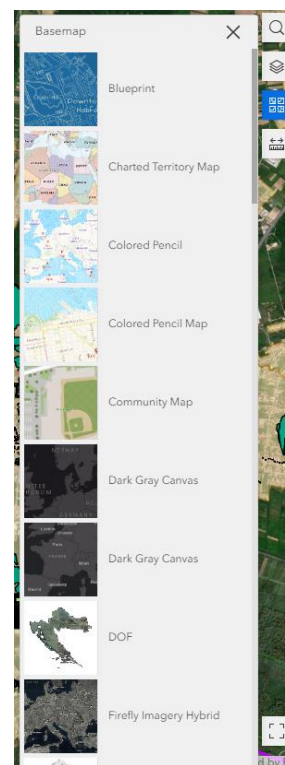 Basemap
Blueprint
Charted Territory Map
Colored Pencil
Colored Pencil Map
Community Map
Dark Gray Canvas
Dark Gray Canvas
DOF
Firefly Imagery Hybrid